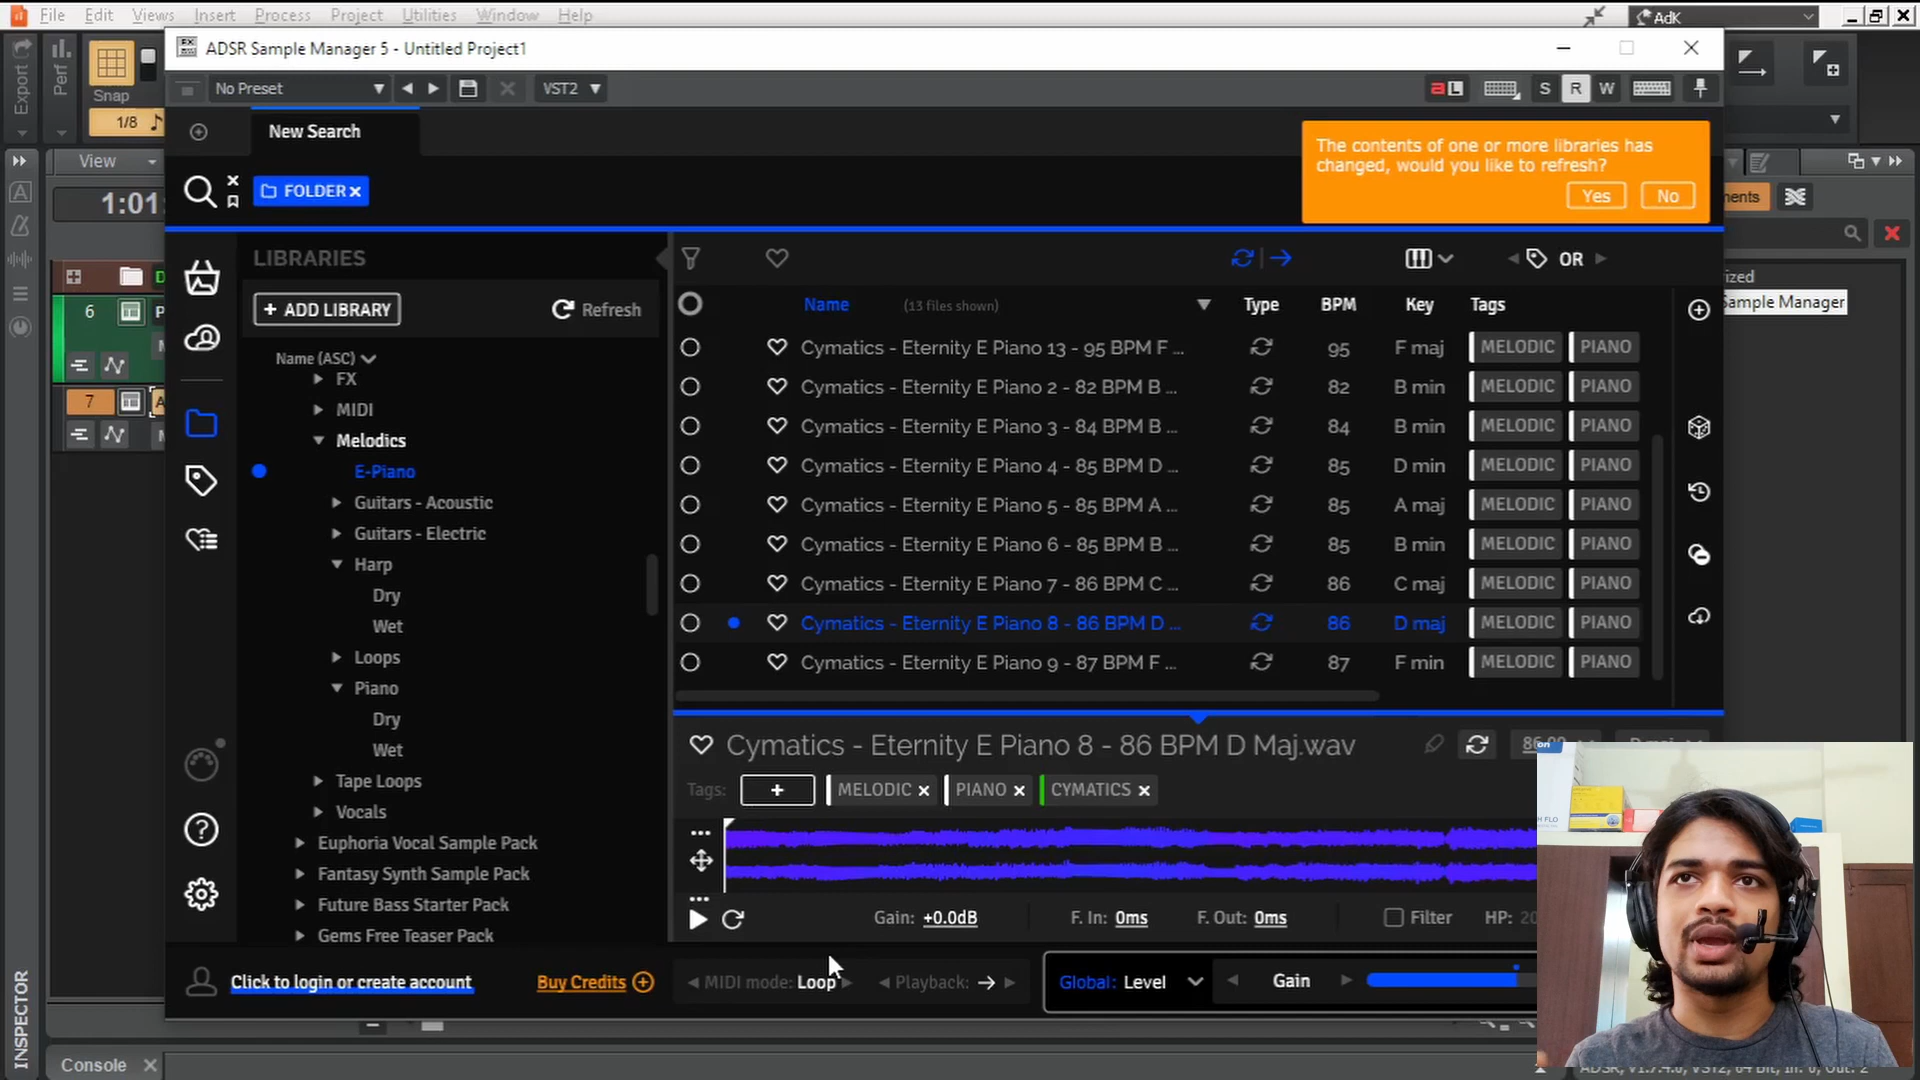 File Edit Views Insert Process Project Utilities Window Help
AdK
ADSR Sample Manager 5 - Untitled Project1
Export
Perf
Snap
1/8
No Preset
VST2
aL
S R W
New Search
The contents of one or more libraries has
changed, would you like to refresh?
Yes No
View
FOLDER
1:01
LIBRARIES
ADD LIBRARY
Refresh
Name (ASC)
FX
MIDI
Melodics
E-Piano
Guitars - Acoustic
Guitars - Electric
Harp
Dry
Wet
Loops
Piano
Dry
Wet
Tape Loops
Vocals
Euphoria Vocal Sample Pack
Fantasy Synth Sample Pack
Future Bass Starter Pack
Gems Free Teaser Pack
6
7
OR
Name (13 files shown) Type BPM Key Tags
Sample Manager
Cymatics - Eternity E Piano 13 - 95 BPM F ... 95 F maj MELODIC PIANO
Cymatics - Eternity E Piano 2 - 82 BPM B ... 82 B min MELODIC PIANO
Cymatics - Eternity E Piano 3 - 84 BPM B ... 84 B min MELODIC PIANO
Cymatics - Eternity E Piano 4 - 85 BPM D ... 85 D min MELODIC PIANO
Cymatics - Eternity E Piano 5 - 85 BPM A ... 85 A maj MELODIC PIANO
Cymatics - Eternity E Piano 6 - 85 BPM B ... 85 B min MELODIC PIANO
Cymatics - Eternity E Piano 7 - 86 BPM C ... 86 C maj MELODIC PIANO
Cymatics - Eternity E Piano 8 - 86 BPM D ... 86 D maj MELODIC PIANO
Cymatics - Eternity E Piano 9 - 87 BPM F ... 87 F min MELODIC PIANO
Cymatics - Eternity E Piano 8 - 86 BPM D Maj.wav
Tags: + MELODIC PIANO CYMATICS
Gain: +0.0dB F. In: 0ms F. Out: 0ms Filter HP: 20
Click to login or create account
Buy Credits
MIDI mode: Loop
Playback:
Global: Level
Gain
INSPECTOR
Console